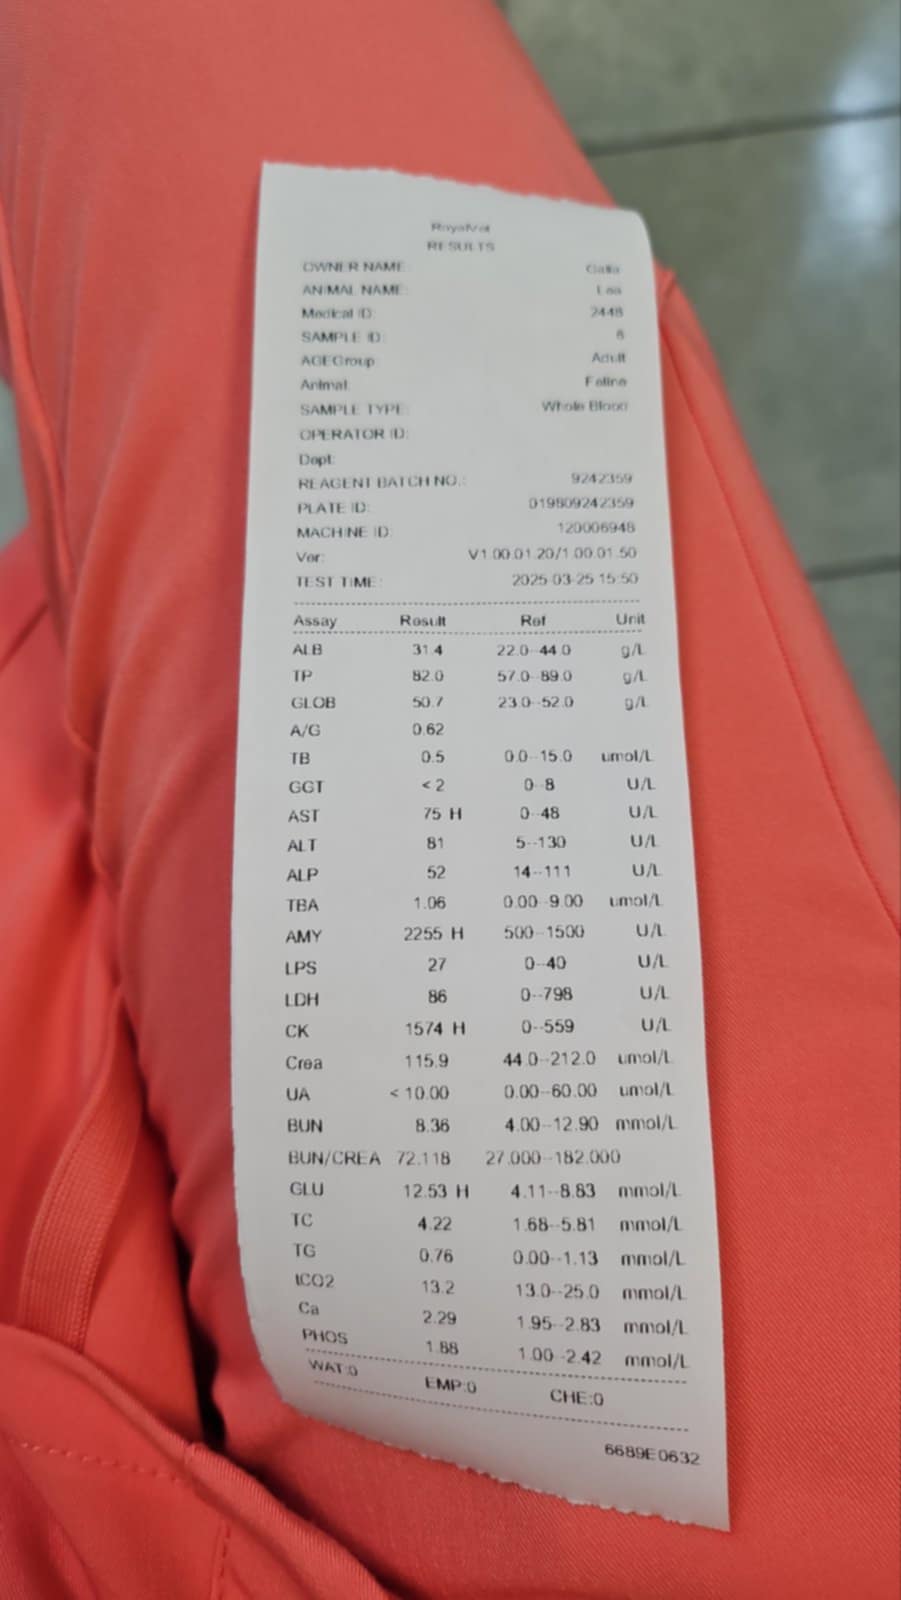 RESULTS
OWNER NAME:
ANIMAL NAME:
Medical ID: 2448
SAMPLE ID: 6
AGEGroup: Adult
Animal: Feline
SAMPLE TYPE: Whole Blood
OPERATOR ID:
Dept:
REAGENT BATCH NO.: 9242359
PLATE ID: 019809242359
MACHINE ID: 120006948
Ver: V1.00.01.20/1.00.01.50
TEST TIME: 2025-03-25 15:50
Assay Result Ref Unit
ALB 31.4 22.0--44.0 g/L
TP 82.0 57.0--89.0 g/L
GLOB 50.7 23.0--52.0 g/L
A/G 0.62
TB 0.5 0.0--15.0 umol/L
GGT <2 0--8 U/L
AST 75 H 0--48 U/L
ALT 81 5--130 U/L
ALP 52 14--111 U/L
TBA 1.06 0.00--9.00 umol/L
AMY 2255 H 500--1500 U/L
LPS 27 0--40 U/L
LDH 86 0--798 U/L
CK 1574 H 0--559 U/L
Crea 115.9 44.0--212.0 umol/L
UA <10.00 0.00--60.00 umol/L
BUN 8.36 4.00--12.90 mmol/L
BUN/CREA 72.118 27.000--182.000
GLU 12.53 H 4.11--8.83 mmol/L
TC 4.22 1.68--5.81 mmol/L
TG 0.76 0.00--1.13 mmol/L
tCO2 13.2 13.0--25.0 mmol/L
Ca 2.29 1.95--2.83 mmol/L
PHOS 1.88 1.00--2.42 mmol/L
WAT:0 EMP:0 CHE:0
6689E0632